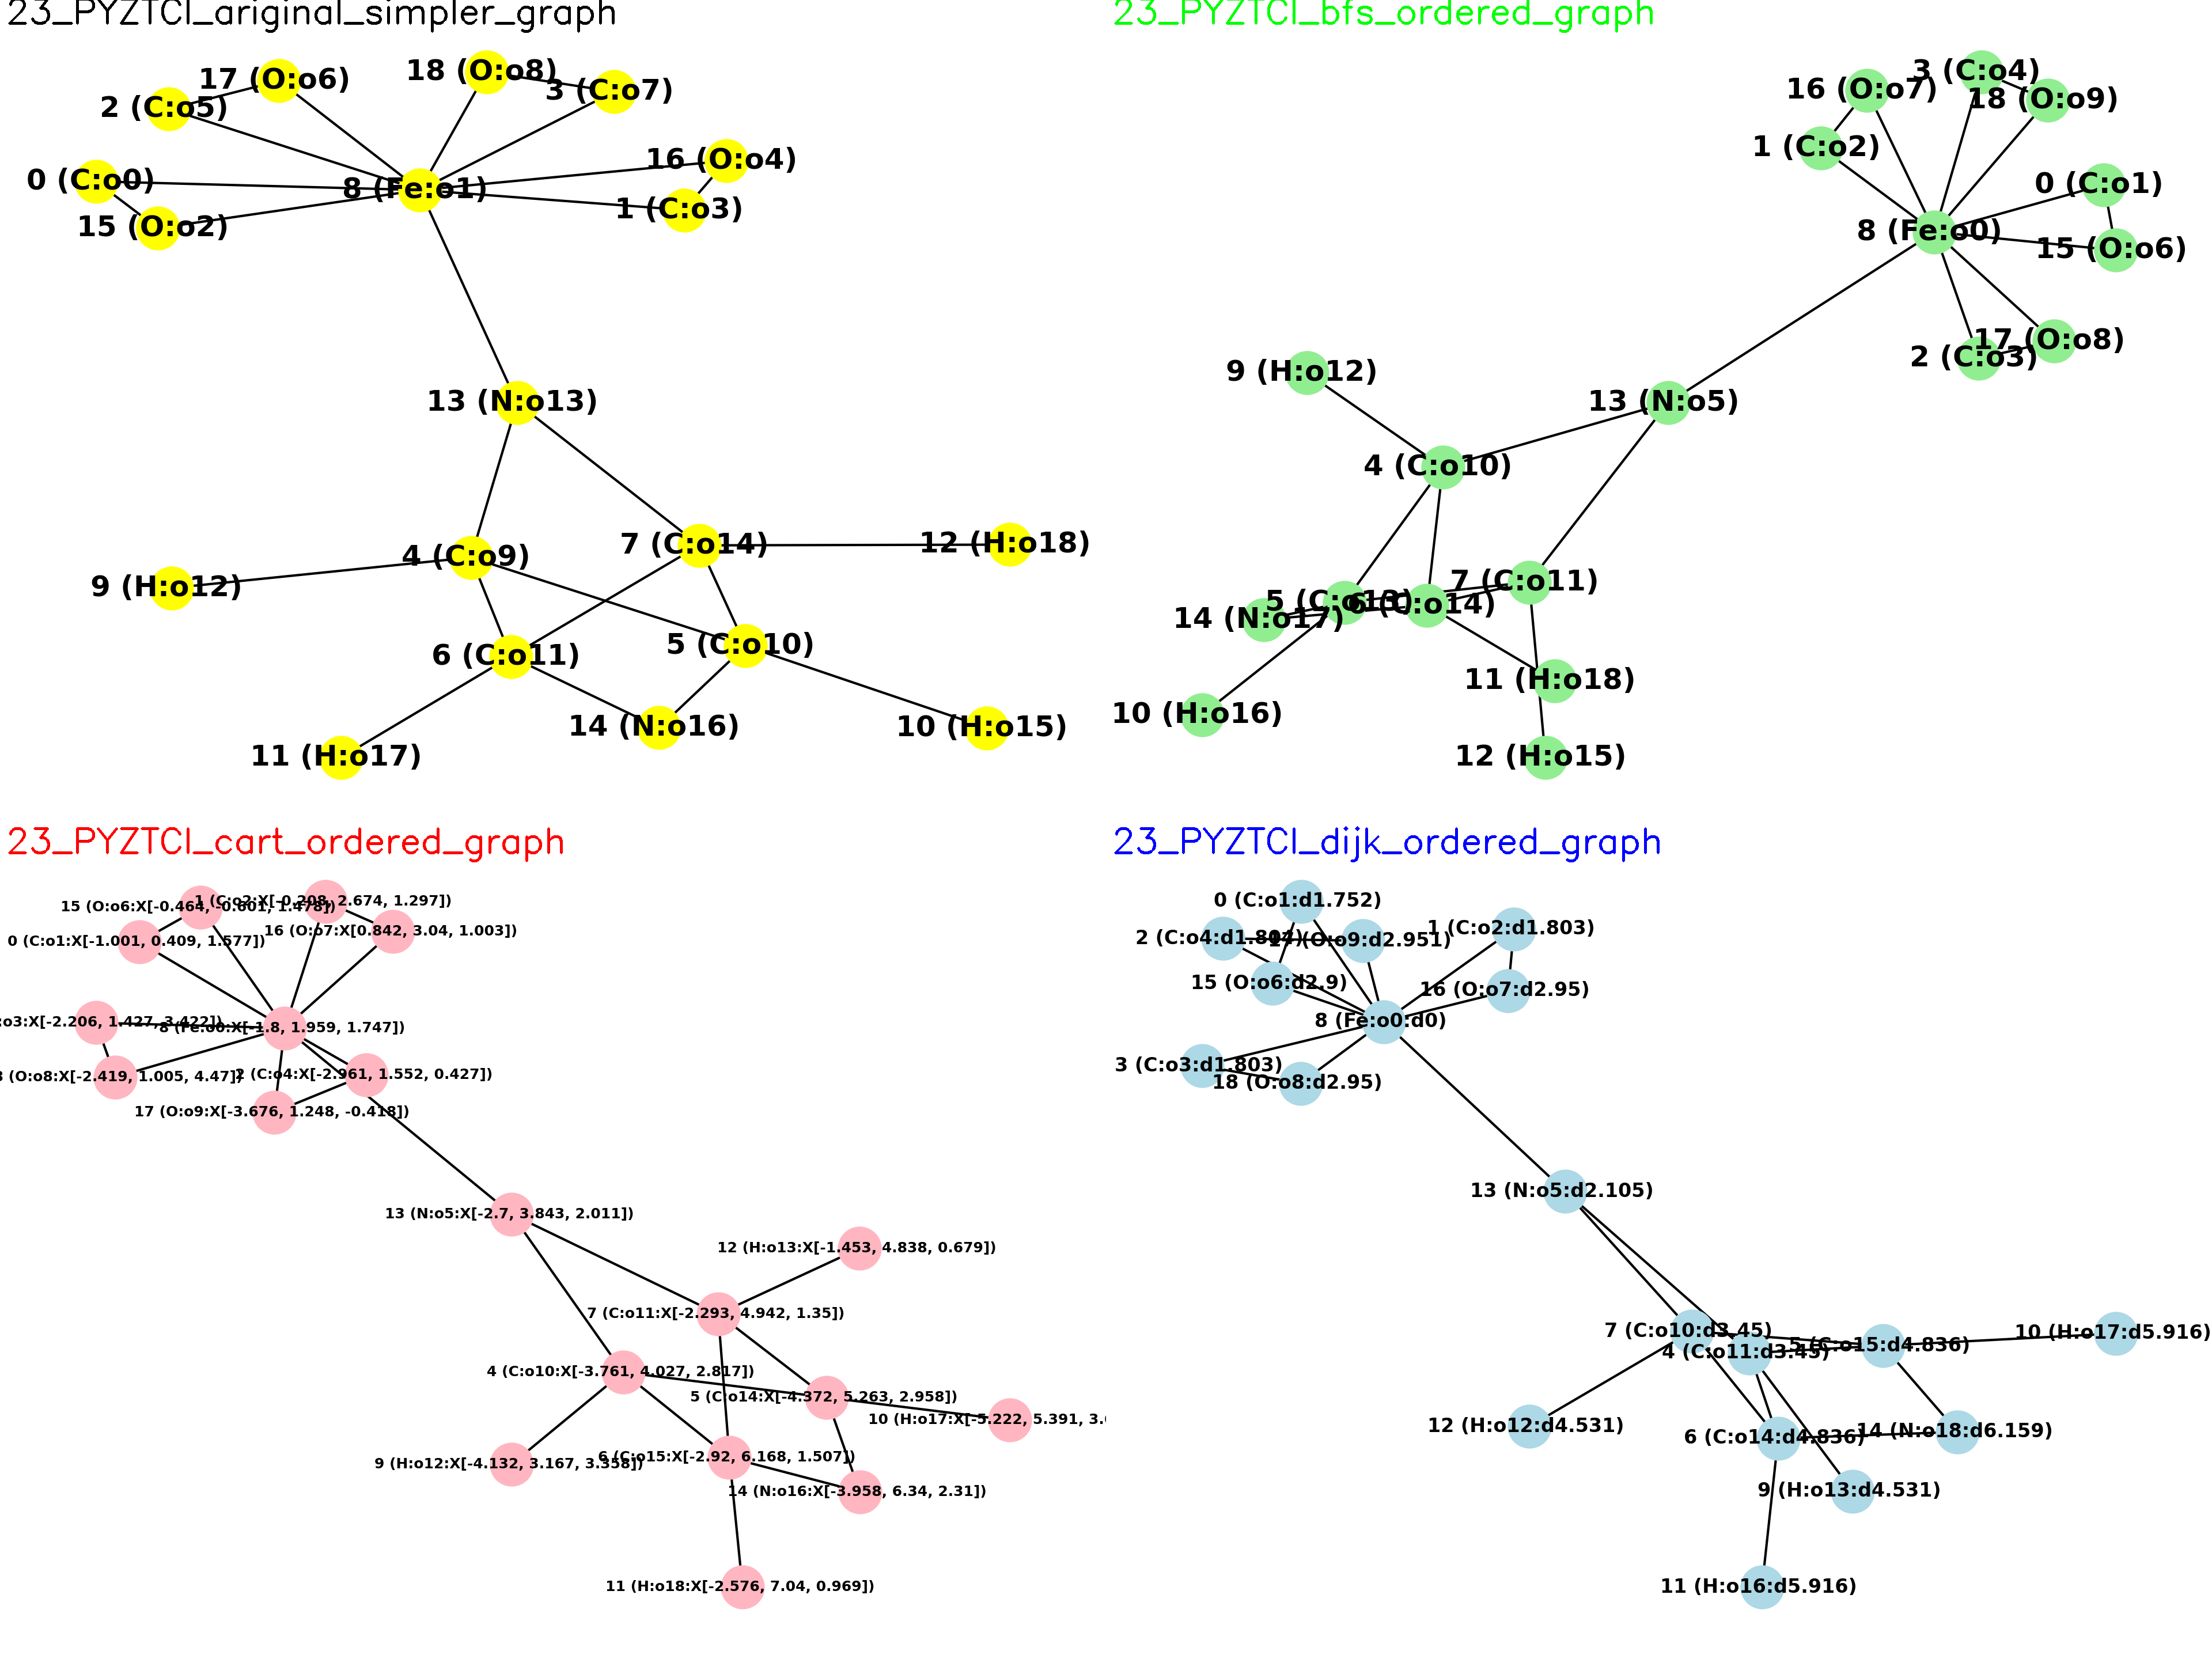 23_PYZTCI_ariginal_simpler_graph
17 (O:o6)
18 (O:o8)
3 (C:o7)
2 (C:o5)
16 (O:o4)
0 (C:o0)
8 (Fe:o1)
1 (C:o3)
15 (O:o2)
13 (N:o13)
4 (C:o9)
7 (C:o14)
12 (H:o18)
9 (H:o12)
6 (C:o11)
5 (C:o10)
14 (N:o16)
10 (H:o15)
11 (H:o17)
23_PYZTCI_bfs_ordered_graph
3 (C:o4)
16 (O:o7)
18 (O:o9)
1 (C:o2)
0 (C:o1)
8 (Fe:o0)
15 (O:o6)
17 (O:o8)
2 (C:o3)
9 (H:o12)
13 (N:o5)
4 (C:o10)
7 (C:o11)
5 (C:o13)
6 (C:o14)
14 (N:o17)
11 (H:o18)
10 (H:o16)
12 (H:o15)
23_PYZTCI_cart_ordered_graph
1 (C:o2:X[-0.208, 2.674, 1.297])
15 (O:o6:X[-0.464, -0.601, 1.478])
16 (O:o7:X[0.842, 3.04, 1.003])
0 (C:o1:X[-1.001, 0.409, 1.577])
:o3:X[-2.206, 1.427, 3.422])
8 (Fe:o0:X[-1.8, 1.959, 1.747])
(O:o8:X[-2.419, 1.005, 4.47])
2 (C:o4:X[-2.961, 1.552, 0.427])
17 (O:o9:X[-3.676, 1.248, -0.418])
13 (N:o5:X[-2.7, 3.843, 2.011])
12 (H:o13:X[-1.453, 4.838, 0.679])
7 (C:o11:X[-2.293, 4.942, 1.35])
4 (C:o10:X[-3.761, 4.027, 2.817])
5 (C:o14:X[-4.372, 5.263, 2.958])
10 (H:o17:X[-5.222, 5.391, 3.
6 (C:o15:X[-2.92, 6.168, 1.507])
9 (H:o12:X[-4.132, 3.167, 3.358])
14 (N:o16:X[-3.958, 6.34, 2.31])
11 (H:o18:X[-2.576, 7.04, 0.969])
23_PYZTCI_dijk_ordered_graph
0 (C:o1:d1.752)
1 (C:o2:d1.803)
2 (C:o4:d1.804)
17 (O:o9:d2.951)
15 (O:o6:d2.9)
16 (O:o7:d2.95)
8 (Fe:o0:d0)
3 (C:o3:d1.803)
18 (O:o8:d2.95)
13 (N:o5:d2.105)
7 (C:o10:d3.45)
10 (H:o17:d5.916)
5 (C:o15:d4.836)
4 (C:o11:d3.45)
12 (H:o12:d4.531)
14 (N:o18:d6.159)
6 (C:o14:d4.836)
9 (H:o13:d4.531)
11 (H:o16:d5.916)